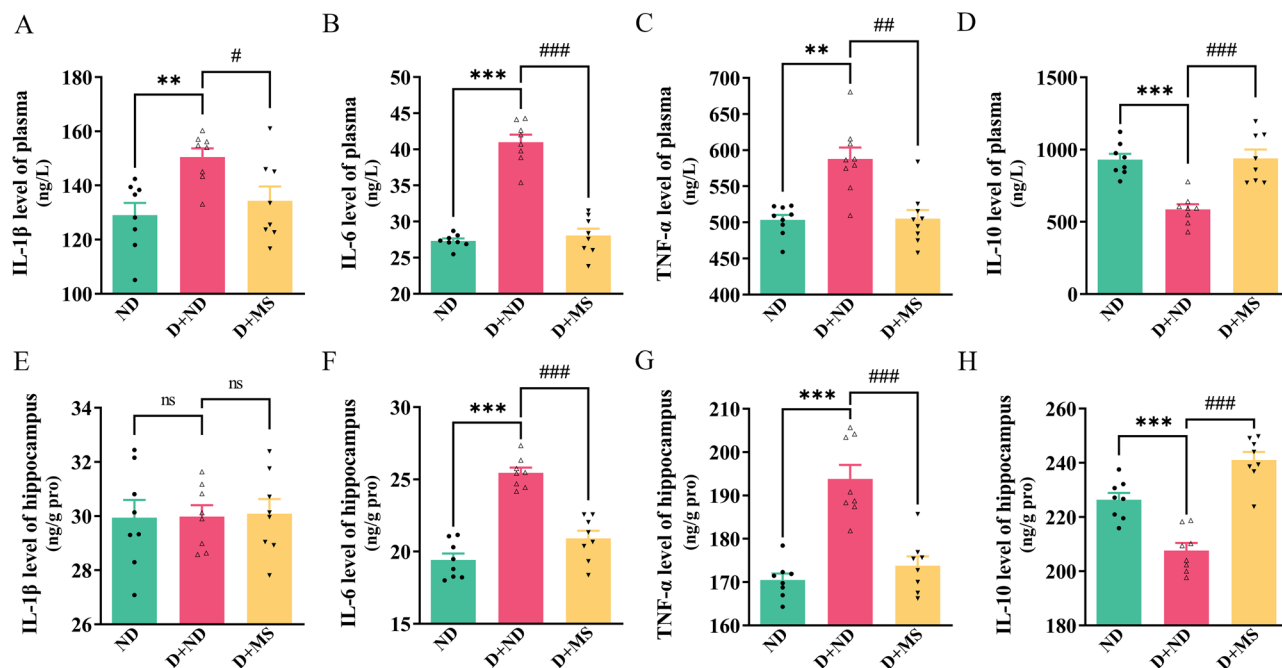 A
IL-1β level of plasma
(ng/L)
180
160
140
120
100
**
#
ND
D+ND
D+MS
B
IL-6 level of plasma
(ng/L)
50
45
40
35
30
25
20
***
###
ND
D+ND
D+MS
C
TNF-α level of plasma
(ng/L)
700
650
600
550
500
450
400
**
##
ND
D+ND
D+MS
D
IL-10 level of plasma
(ng/L)
1500
1000
500
0
***
###
ND
D+ND
D+MS
E
IL-1β level of hippocampus
(ng/g pro)
34
32
30
28
26
ns
ns
ND
D+ND
D+MS
F
IL-6 level of hippocampus
(ng/g pro)
30
25
20
15
***
###
ND
D+ND
D+MS
G
TNF-α level of hippocampus
(ng/g pro)
210
200
190
180
170
160
***
###
ND
D+ND
D+MS
H
IL-10 level of hippocampus
(ng/g pro)
260
240
220
200
180
***
###
ND
D+ND
D+MS